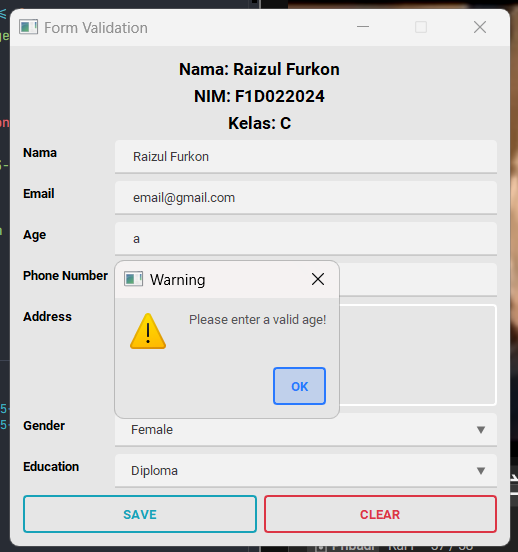 Form Validation
Nama: Raizul Furkon
NIM: F1D022024
Kelas: C
Nama
Raizul Furkon
Email
email@gmail.com
Age
a
Phone Number
Warning
Please enter a valid age!
OK
Address
Gender
Female
Education
Diploma
SAVE
CLEAR